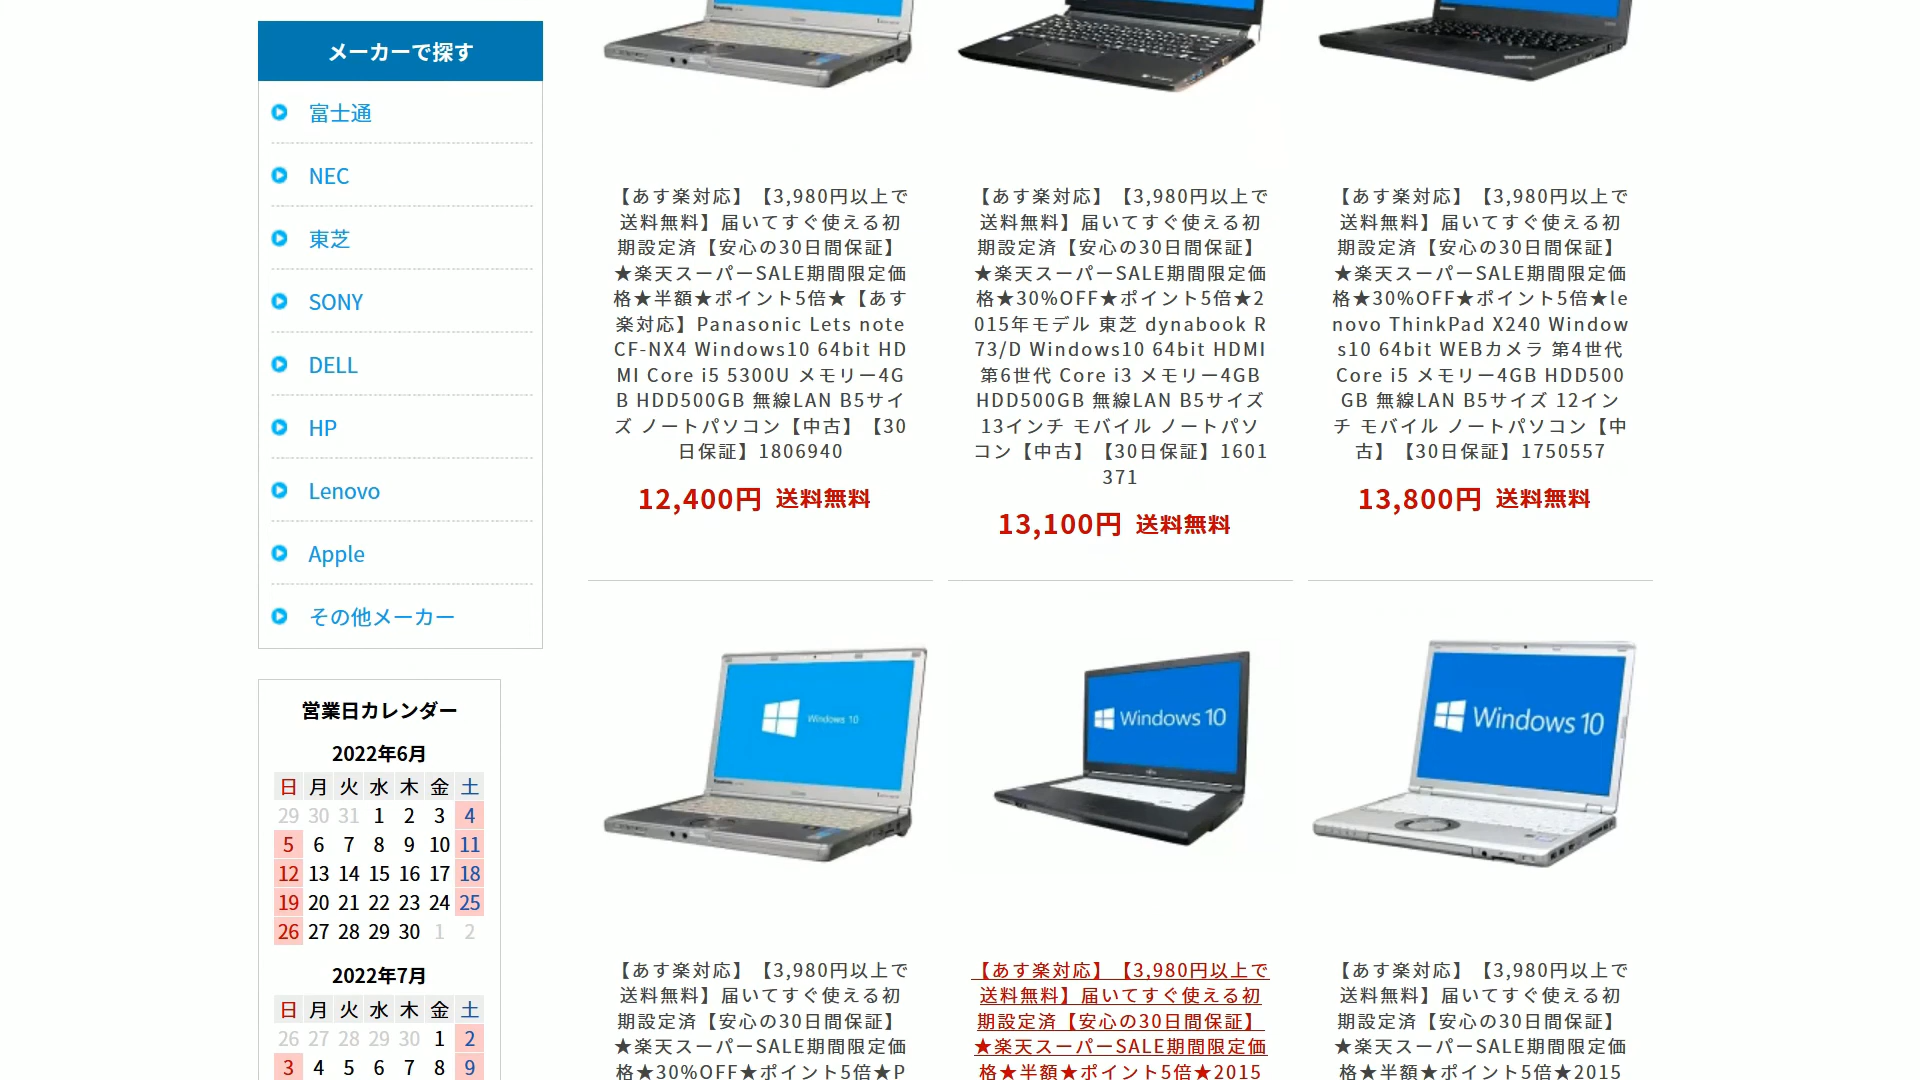 メーカーで探す
富士通
NEC
東芝
SONY
DELL
HP
Lenovo
Apple
その他メーカー
営業日カレンダー
2022年6月
日 月 火 水 木 金 土
29 30 31 1 2 3 4
5 6 7 8 9 10 11
12 13 14 15 16 17 18
19 20 21 22 23 24 25
26 27 28 29 30 1 2
2022年7月
日 月 火 水 木 金 土
26 27 28 29 30 1 2
3 4 5 6 7 8 9
【あす楽対応】【3,980円以上で
送料無料】届いてすぐ使える初
期設定済【安心の30日間保証】
★楽天スーパーSALE期間限定価
格★半額★ポイント5倍★【あす
楽対応】Panasonic Lets note
CF-NX4 Windows10 64bit HD
MI Core i5 5300U メモリー4G
B HDD500GB 無線LAN B5サイ
ズ ノートパソコン【中古】【30
日保証】1806940
12,400円 送料無料
【あす楽対応】【3,980円以上で
送料無料】届いてすぐ使える初
期設定済【安心の30日間保証】
★楽天スーパーSALE期間限定価
格★30%OFF★ポイント5倍★2
015年モデル 東芝 dynabook R
73/D Windows10 64bit HDMI
第6世代 Core i3 メモリー4GB
HDD500GB 無線LAN B5サイズ
13インチ モバイル ノートパソ
コン【中古】【30日保証】1601
371
13,100円 送料無料
【あす楽対応】【3,980円以上で
送料無料】届いてすぐ使える初
期設定済【安心の30日間保証】
★楽天スーパーSALE期間限定価
格★30%OFF★ポイント5倍★le
novo ThinkPad X240 Window
s10 64bit WEBカメラ 第4世代
Core i5 メモリー4GB HDD500
GB 無線LAN B5サイズ 12イン
チ モバイル ノートパソコン【中
古】【30日保証】1750557
13,800円 送料無料
Windows 10
Windows 10
Windows 10
【あす楽対応】【3,980円以上で
送料無料】届いてすぐ使える初
期設定済【安心の30日間保証】
★楽天スーパーSALE期間限定価
格★30%OFF★ポイント5倍★P
【あす楽対応】【3,980円以上で
送料無料】届いてすぐ使える初
期設定済【安心の30日間保証】
★楽天スーパーSALE期間限定価
格★半額★ポイント5倍★2015
【あす楽対応】【3,980円以上で
送料無料】届いてすぐ使える初
期設定済【安心の30日間保証】
★楽天スーパーSALE期間限定価
格★30%OFF★ポイント5倍★2015